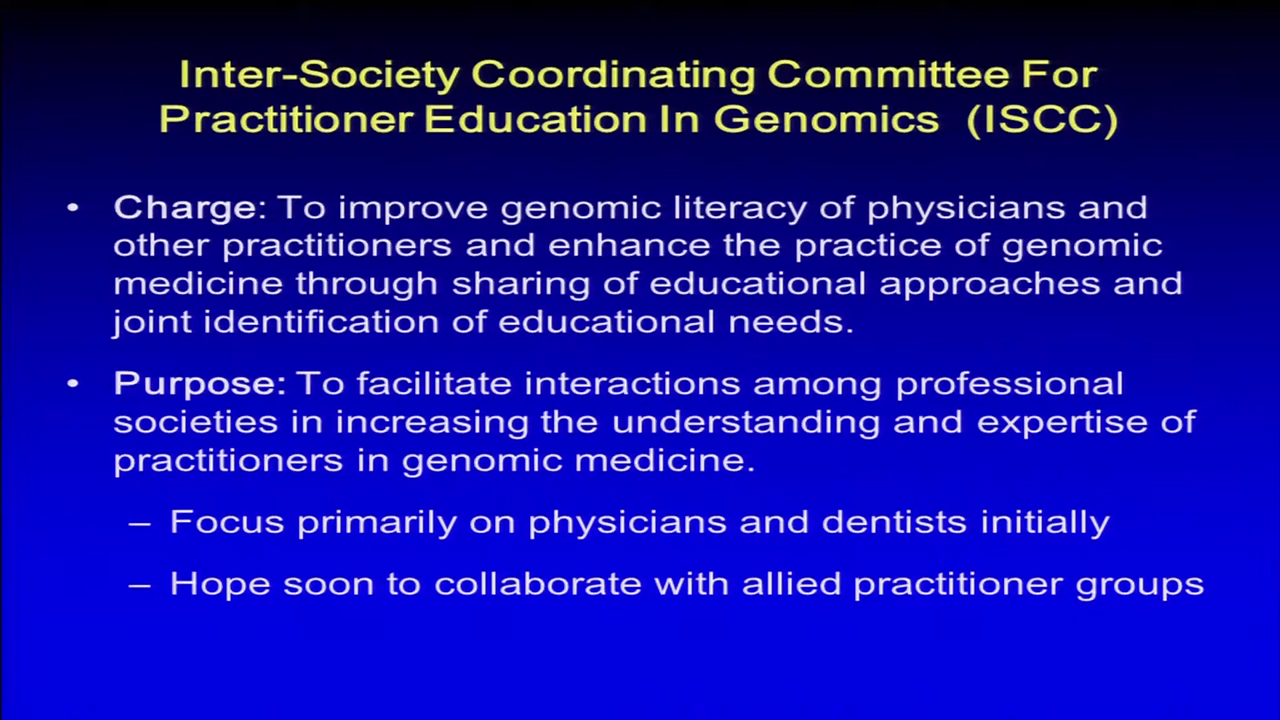 Inter-Society Coordinating Committee For
Practitioner Education In Genomics (ISCC)
• Charge: To improve genomic literacy of physicians and
other practitioners and enhance the practice of genomic
medicine through sharing of educational approaches and
joint identification of educational needs.
• Purpose: To facilitate interactions among professional
societies in increasing the understanding and expertise of
practitioners in genomic medicine.
– Focus primarily on physicians and dentists initially
– Hope soon to collaborate with allied practitioner groups